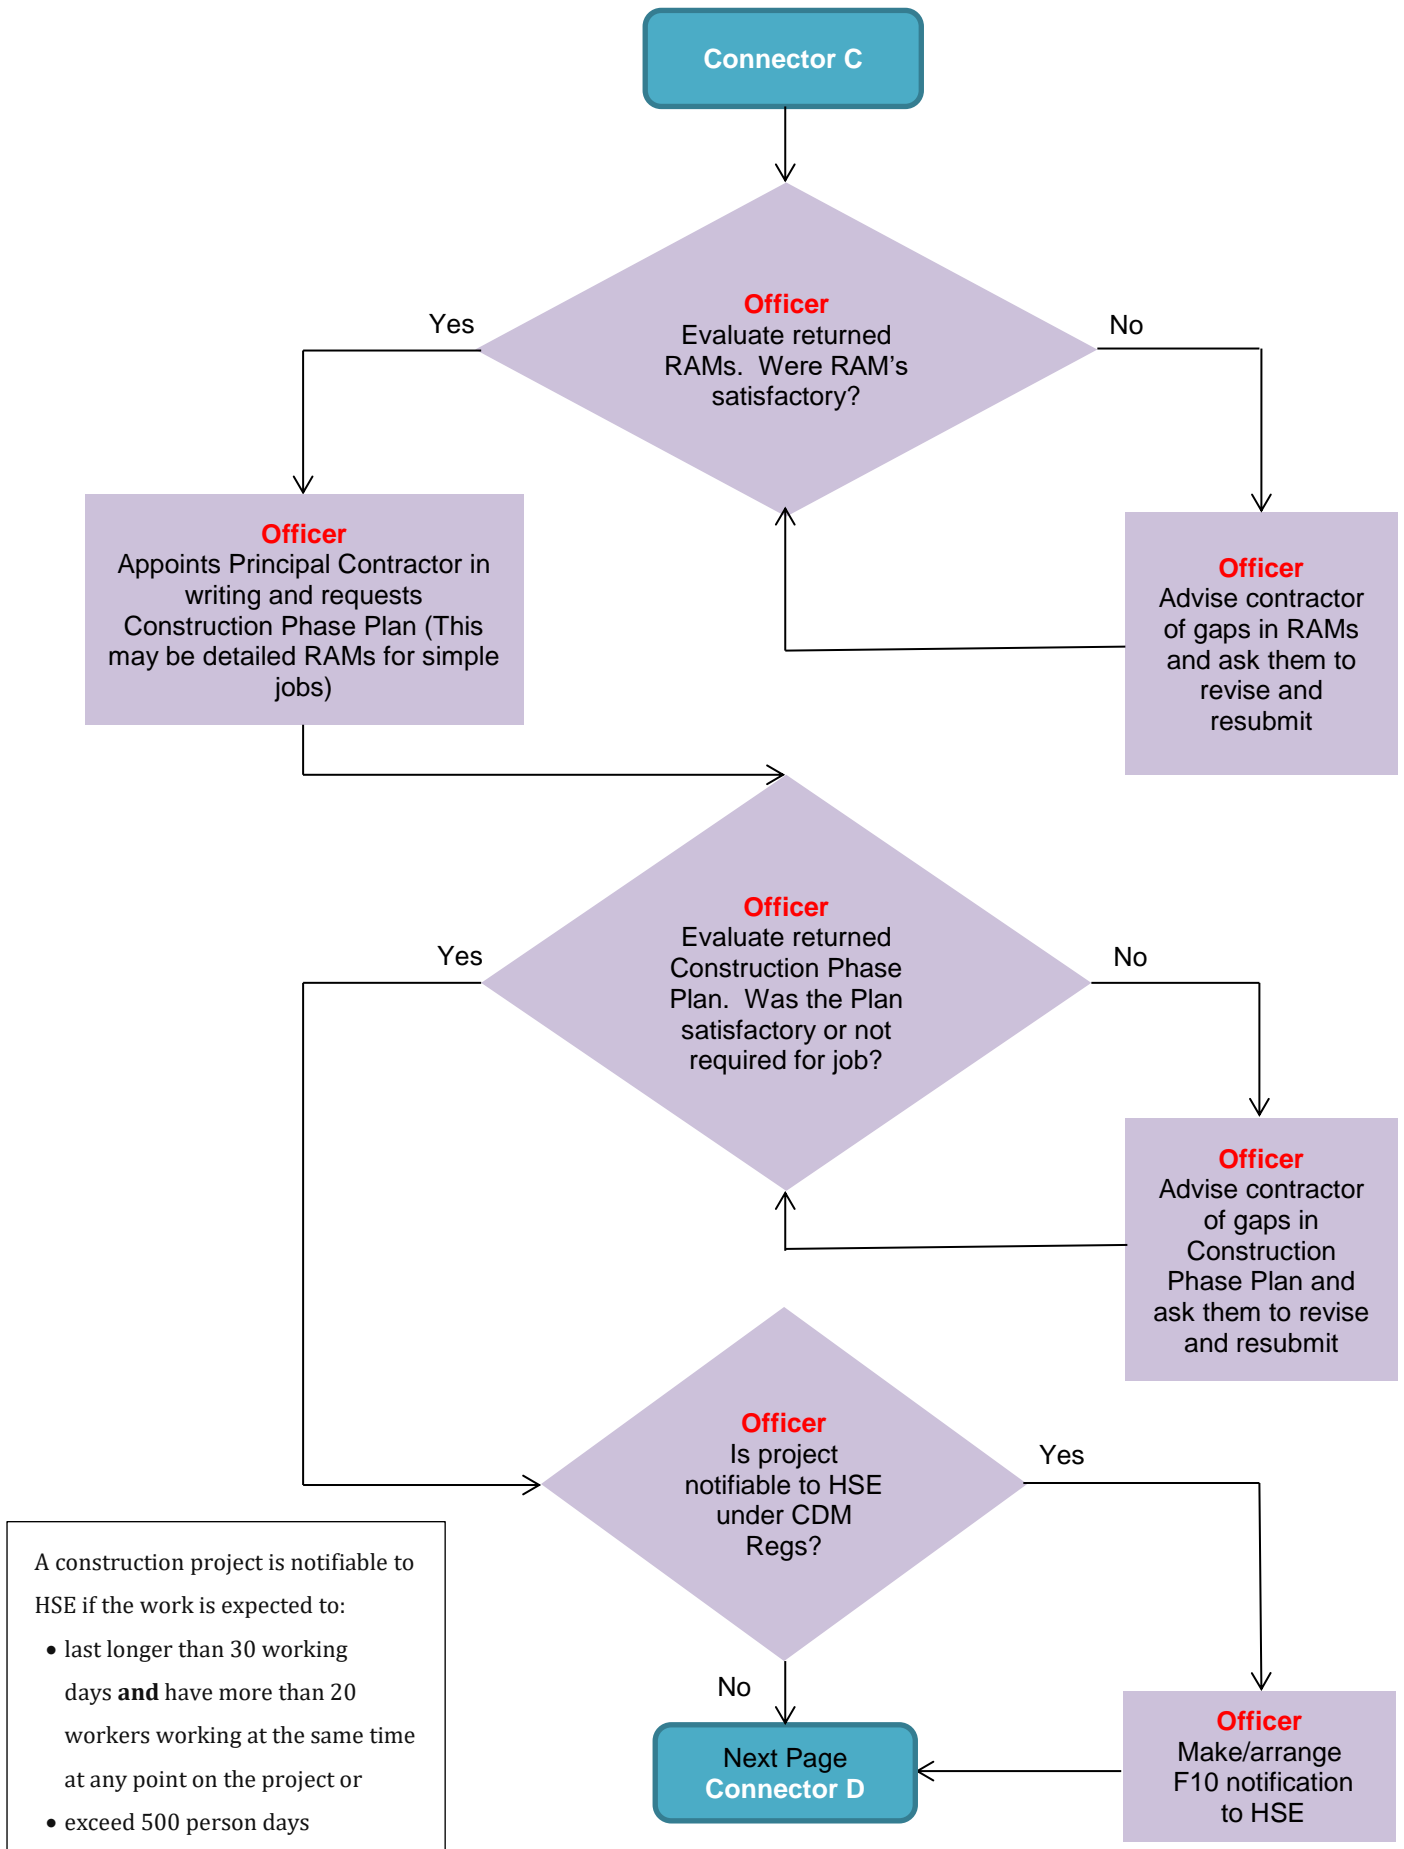 Connector C
Officer
Evaluate returned
RAMs.  Were RAM’s
satisfactory?
Yes
No
Officer
Appoints Principal Contractor in
writing and requests
Construction Phase Plan (This
may be detailed RAMs for simple
jobs)
Officer
Advise contractor
of gaps in RAMs
and ask them to
revise and
resubmit
Officer
Evaluate returned
Construction Phase
Plan.  Was the Plan
satisfactory or not
required for job?
Yes
No
Officer
Advise contractor
of gaps in
Construction
Phase Plan and
ask them to revise
and resubmit
Officer
Is project
notifiable to HSE
under CDM
Regs?
Yes
No
A construction project is notifiable to
HSE if the work is expected to:
• last longer than 30 working
days and have more than 20
workers working at the same time
at any point on the project or
• exceed 500 person days
Next Page
Connector D
Officer
Make/arrange
F10 notification
to HSE